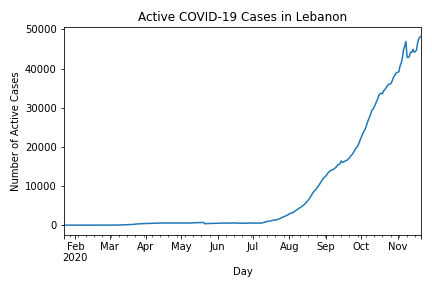 Active COVID-19 Cases in Lebanon
Number of Active Cases
50000
40000
30000
20000
10000
0
Feb Mar Apr May Jun Jul Aug Sep Oct Nov
2020
Day